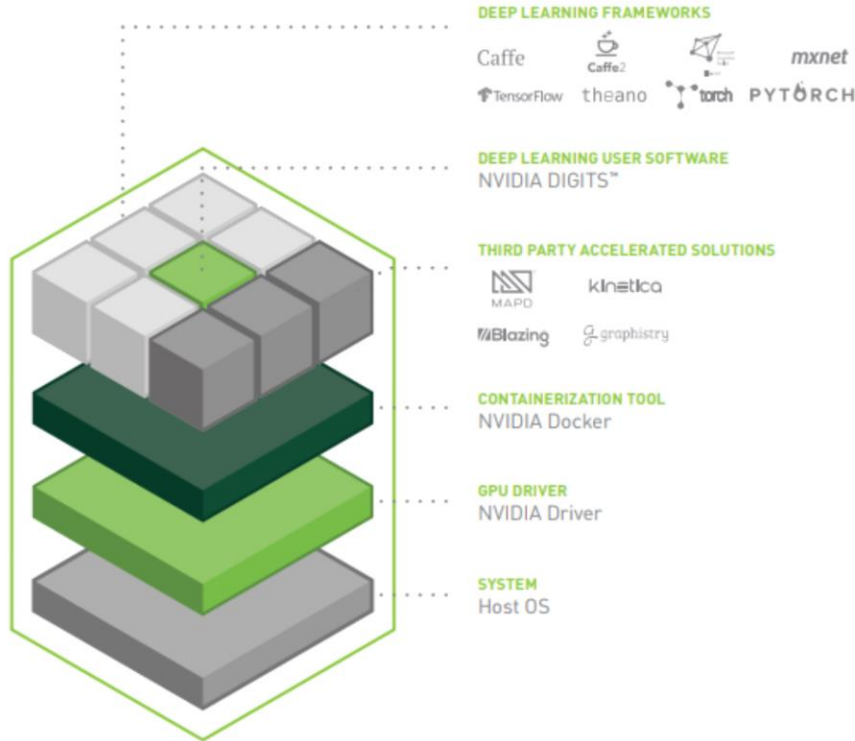 DEEP LEARNING FRAMEWORKS
Caffe Caffe2 mxnet
TensorFlow theano torch PYTORCH
DEEP LEARNING USER SOFTWARE
NVIDIA DIGITS™
THIRD PARTY ACCELERATED SOLUTIONS
MAPD kinetica
Blazing graphistry
CONTAINERIZATION TOOL
NVIDIA Docker
GPU DRIVER
NVIDIA Driver
SYSTEM
Host OS